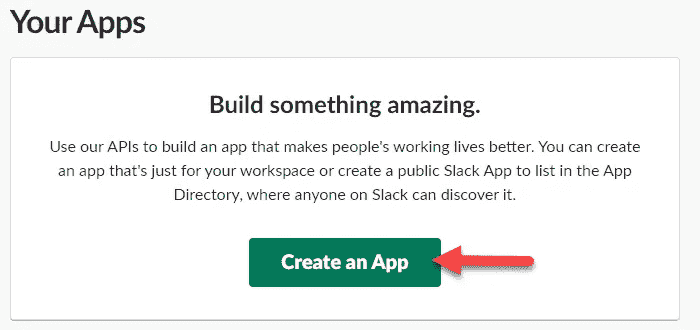 Your Apps
Build something amazing.
Use our APIs to build an app that makes people's working lives better. You can create
an app that's just for your workspace or create a public Slack App to list in the App
Directory, where anyone on Slack can discover it.
Create an App